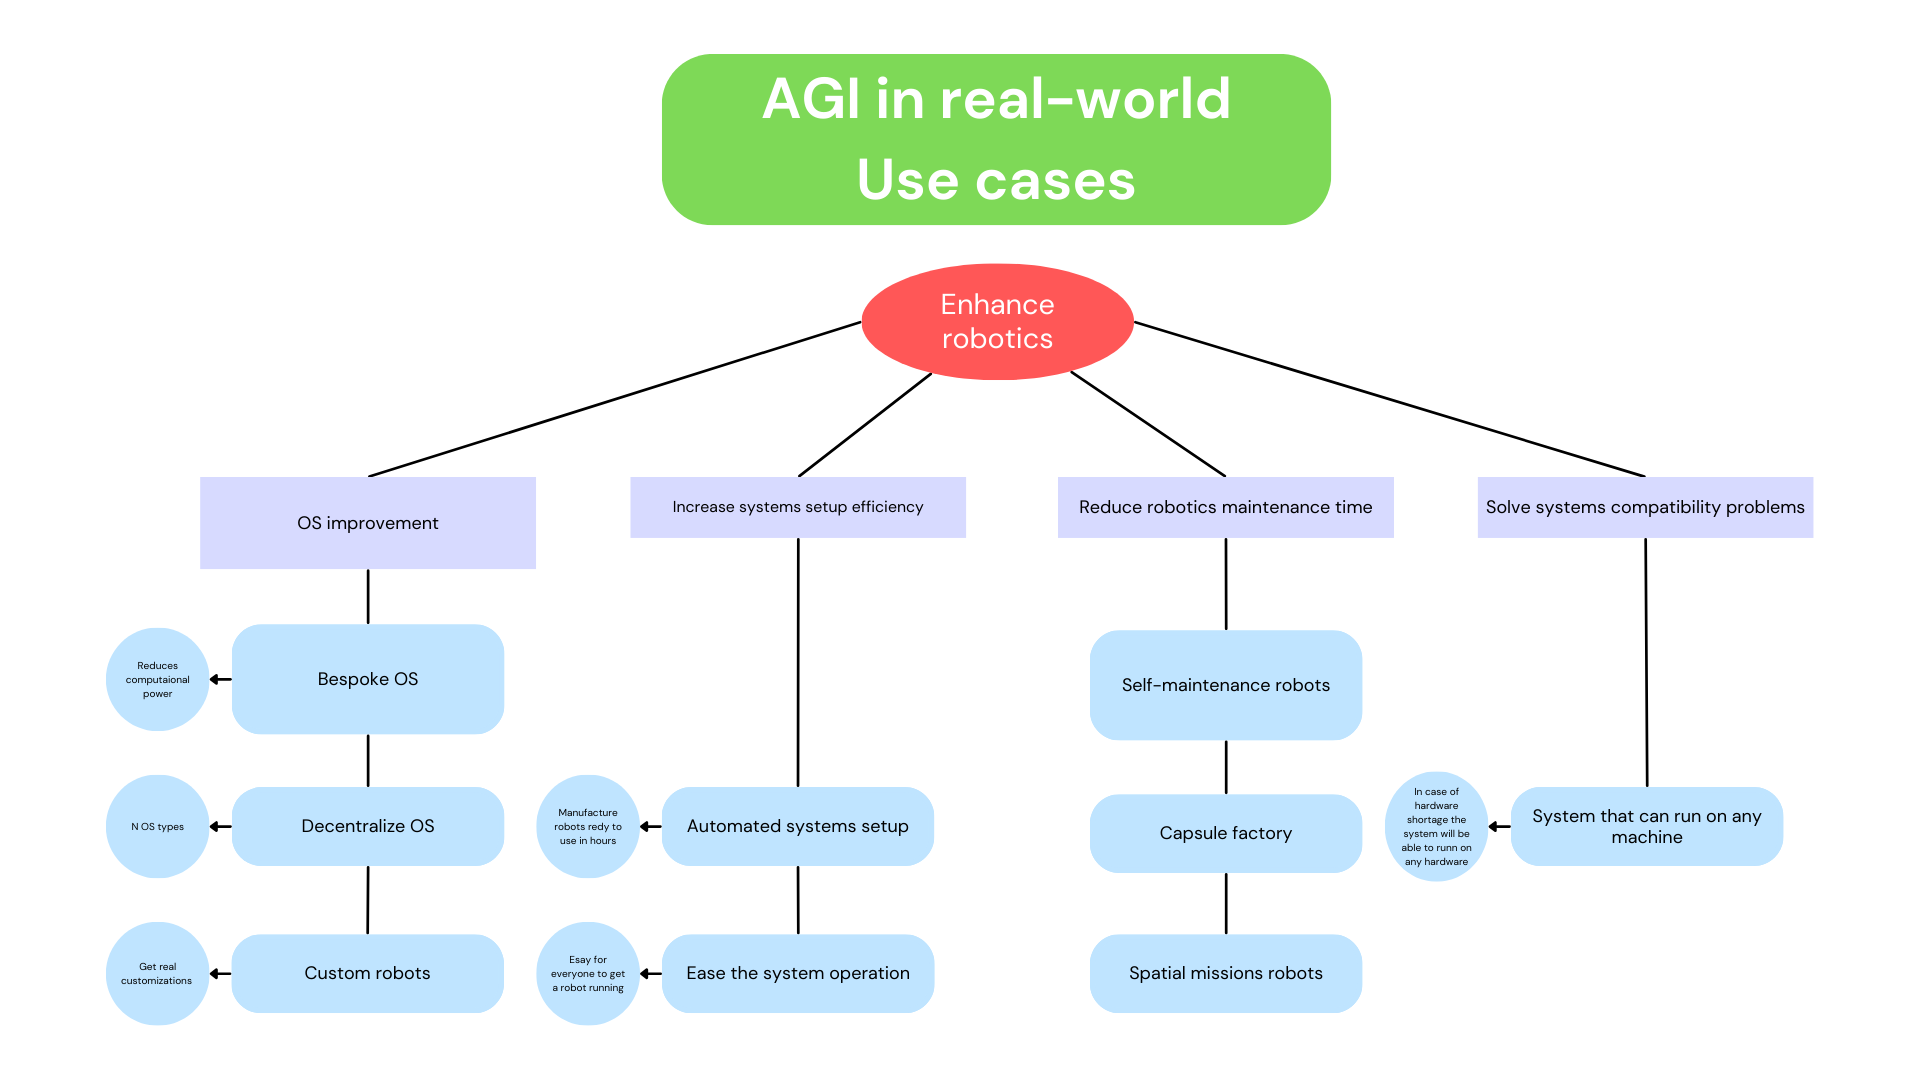 AGI in real-world
Use cases
Enhance
robotics
OS improvement
Increase systems setup efficiency
Reduce robotics maintenance time
Solve systems compatibility problems
Reduces
computaional
power
Bespoke OS
Self-maintenance robots
N OS types
Decentralize OS
Manufacture
robots redy to
use in hours
Automated systems setup
Capsule factory
In case of
hardware
shortage the
system will be
able to runn on
any hardware
System that can run on any
machine
Get real
customizations
Custom robots
Esay for
everyone to get
a robot running
Ease the system operation
Spatial missions robots